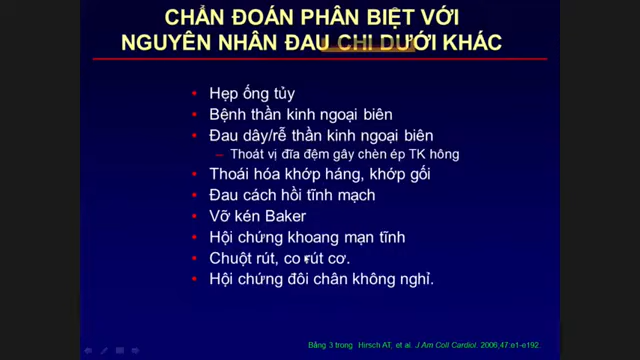 CHẨN ĐOÁN PHÂN BIỆT VỚI
NGUYÊN NHÂN ĐAU CHI DƯỚI KHÁC
• Hẹp ống tủy
• Bệnh thần kinh ngoại biên
• Đau dây/rễ thần kinh ngoại biên
– Thoát vị đĩa đệm gây chèn ép TK hông
• Thoái hóa khớp háng, khớp gối
• Đau cách hồi tĩnh mạch
• Vỡ kén Baker
• Hội chứng khoang mạn tĩnh
• Chuột rút, co rút cơ.
• Hội chứng đôi chân không nghỉ.
Bảng 3 trong Hirsch AT, et al. J Am Coll Cardiol. 2006;47:e1-e192.